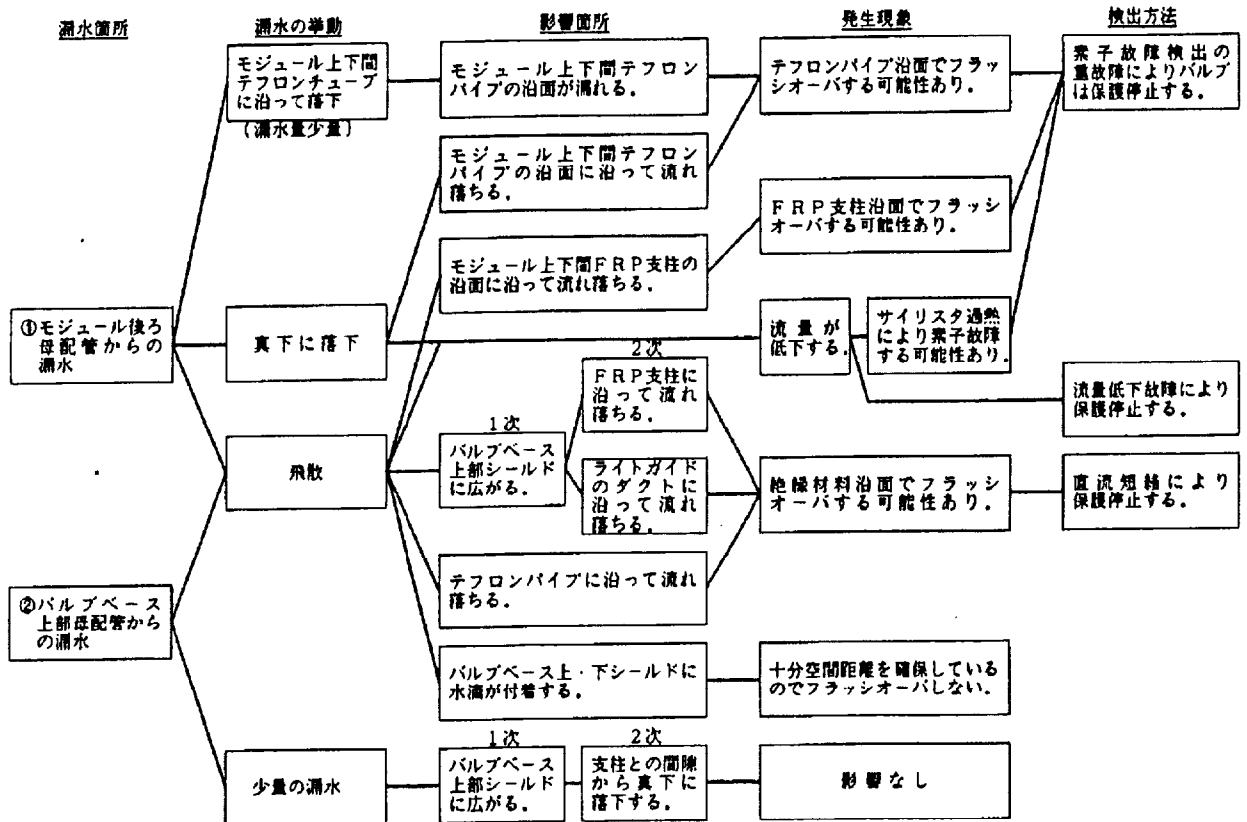 漏水箇所
漏水の挙動
影響箇所
発生現象
検出方法
①モジュール後ろ
母配管からの
漏水
②バルブベース
上部母配管から
の漏水
モジュール上下間
テフロンチューブ
に沿って落下
(漏水量少量)
真下に落下
飛散
少量の漏水
モジュール上下間テフロン
パイプの沿面が濡れる。
モジュール上下間テフロン
パイプの沿面に沿って流れ
落ちる。
モジュール上下間FRP支柱の
沿面に沿って流れ落ちる。
1次
バルブベース
上部シールド
に広がる。
2次
FRP支柱に
沿って流れ
落ちる。
ライトガイド
のダクトに
沿って流れ
落ちる。
テフロンパイプに沿って流れ
落ちる。
バルブベース上・下シールドに
水滴が付着する。
1次
バルブベース
上部シールド
に広がる。
2次
支柱との間隙
から真下に
落下する。
テフロンパイプ沿面でフラッ
シオーバする可能性あり。
FRP支柱沿面でフラッシ
オーバする可能性あり。
流量が
低下する。
サイリスタ過熱
により素子故障
する可能性あり。
絶縁材料沿面でフラッシ
オーバする可能性あり。
十分空間距離を確保している
のでフラッシオーバしない。
影響なし
素子故障検出の
重故障によりバルブ
は保護停止する。
流量低下故障により
保護停止する。
直流短絡により
保護停止する。